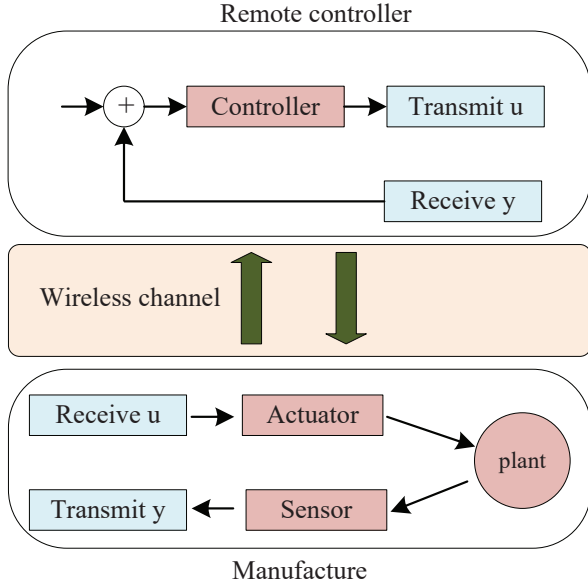 Remote controller
+
Controller
Transmit u
Receive y
Wireless channel
Receive u
Actuator
plant
Transmit y
Sensor
Manufacture